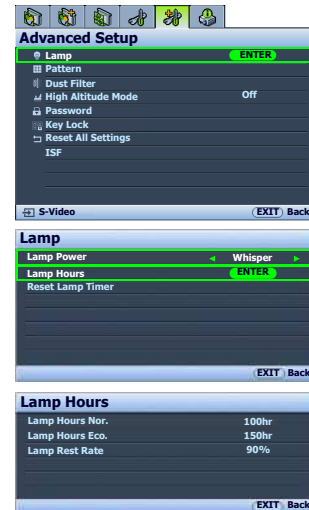 Advanced Setup
Lamp ENTER
Pattern
Dust Filter
High Altitude Mode Off
Password
Key Lock
Reset All Settings
ISF
S-Video EXIT Back
Lamp
Lamp Power Whisper
Lamp Hours ENTER
Reset Lamp Timer
EXIT Back
Lamp Hours
Lamp Hours Nor. 100hr
Lamp Hours Eco. 150hr
Lamp Rest Rate 90%
EXIT Back